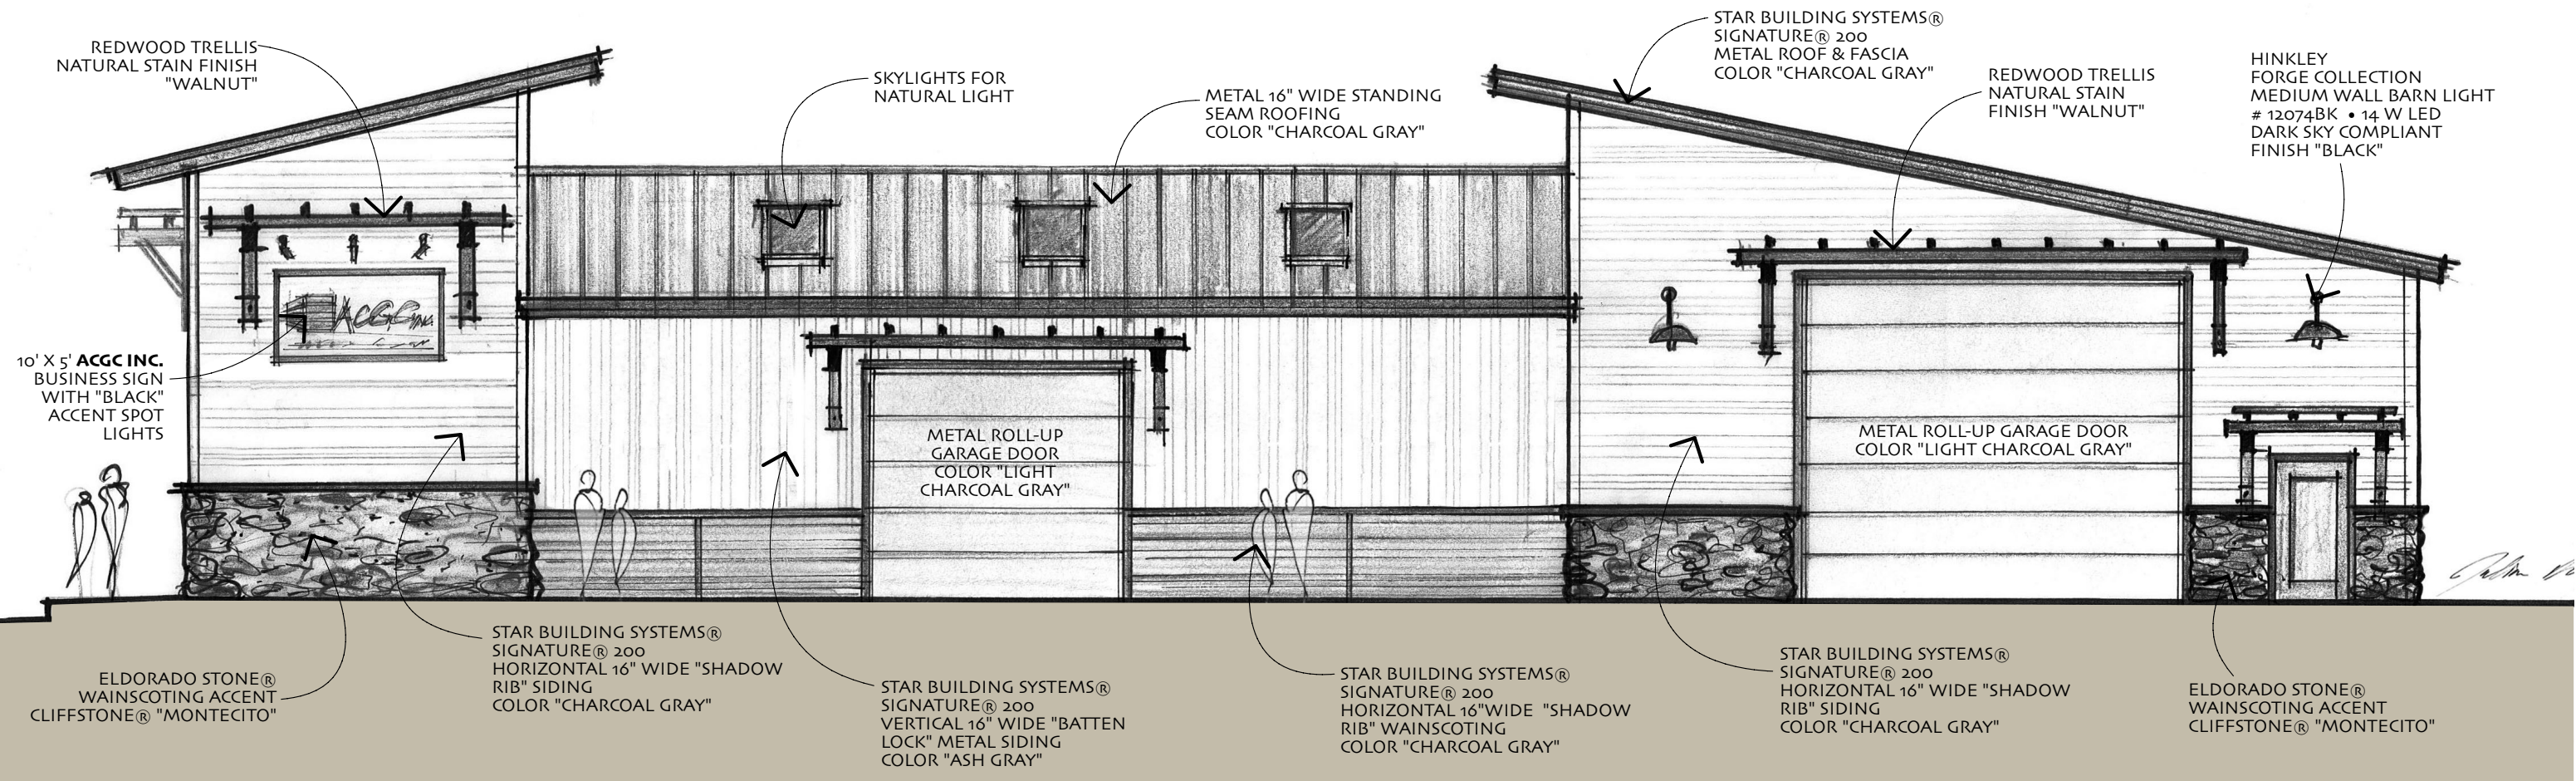 REDWOOD TRELLIS
NATURAL STAIN FINISH
"WALNUT"
SKYLIGHTS FOR
NATURAL LIGHT
METAL 16" WIDE STANDING
SEAM ROOFING
COLOR "CHARCOAL GRAY"
STAR BUILDING SYSTEMS®
SIGNATURE® 200
METAL ROOF & FASCIA
COLOR "CHARCOAL GRAY"
REDWOOD TRELLIS
NATURAL STAIN
FINISH "WALNUT"
HINKLEY
FORGE COLLECTION
MEDIUM WALL BARN LIGHT
# 12074BK • 14 W LED
DARK SKY COMPLIANT
FINISH "BLACK"
ACGC INC.
10' X 5' ACGC INC.
BUSINESS SIGN
WITH "BLACK"
ACCENT SPOT
LIGHTS
METAL ROLL-UP
GARAGE DOOR
COLOR "LIGHT
CHARCOAL GRAY"
METAL ROLL-UP GARAGE DOOR
COLOR "LIGHT CHARCOAL GRAY"
ELDORADO STONE®
WAINSCOTING ACCENT
CLIFFSTONE® "MONTECITO"
STAR BUILDING SYSTEMS®
SIGNATURE® 200
HORIZONTAL 16" WIDE "SHADOW
RIB" SIDING
COLOR "CHARCOAL GRAY"
STAR BUILDING SYSTEMS®
SIGNATURE® 200
VERTICAL 16" WIDE "BATTEN
LOCK" METAL SIDING
COLOR "ASH GRAY"
STAR BUILDING SYSTEMS®
SIGNATURE® 200
HORIZONTAL 16"WIDE "SHADOW
RIB" WAINSCOTING
COLOR "CHARCOAL GRAY"
STAR BUILDING SYSTEMS®
SIGNATURE® 200
HORIZONTAL 16" WIDE "SHADOW
RIB" SIDING
COLOR "CHARCOAL GRAY"
ELDORADO STONE®
WAINSCOTING ACCENT
CLIFFSTONE® "MONTECITO"